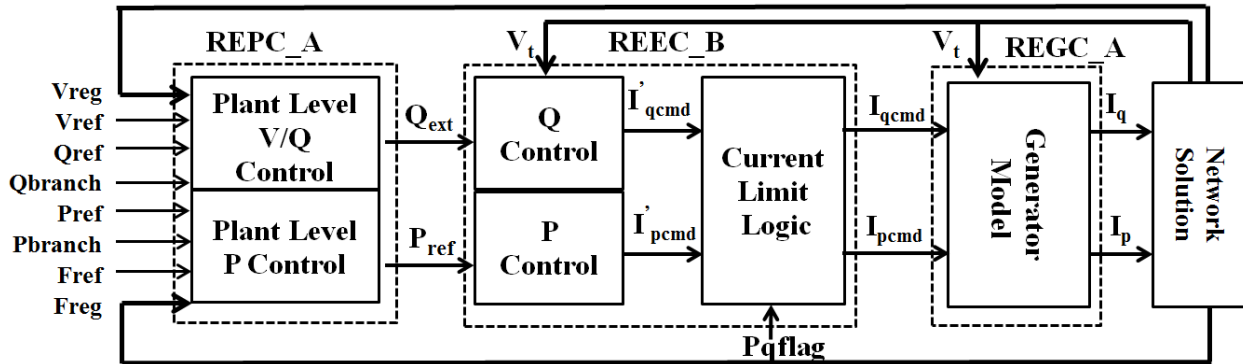 REPC_A
REEC_B
REGC_A
Vt
Vt
Vreg
Vref
Qref
Qbranch
Pref
Pbranch
Fref
Freg
Plant Level
V/Q
Control
Plant Level
P Control
Qext
Pref
Q
Control
P
Control
I'qcmd
I'pcmd
Current
Limit
Logic
Pqflag
Iqcmd
Ipcmd
Generator
Model
Iq
Ip
Network
Solution